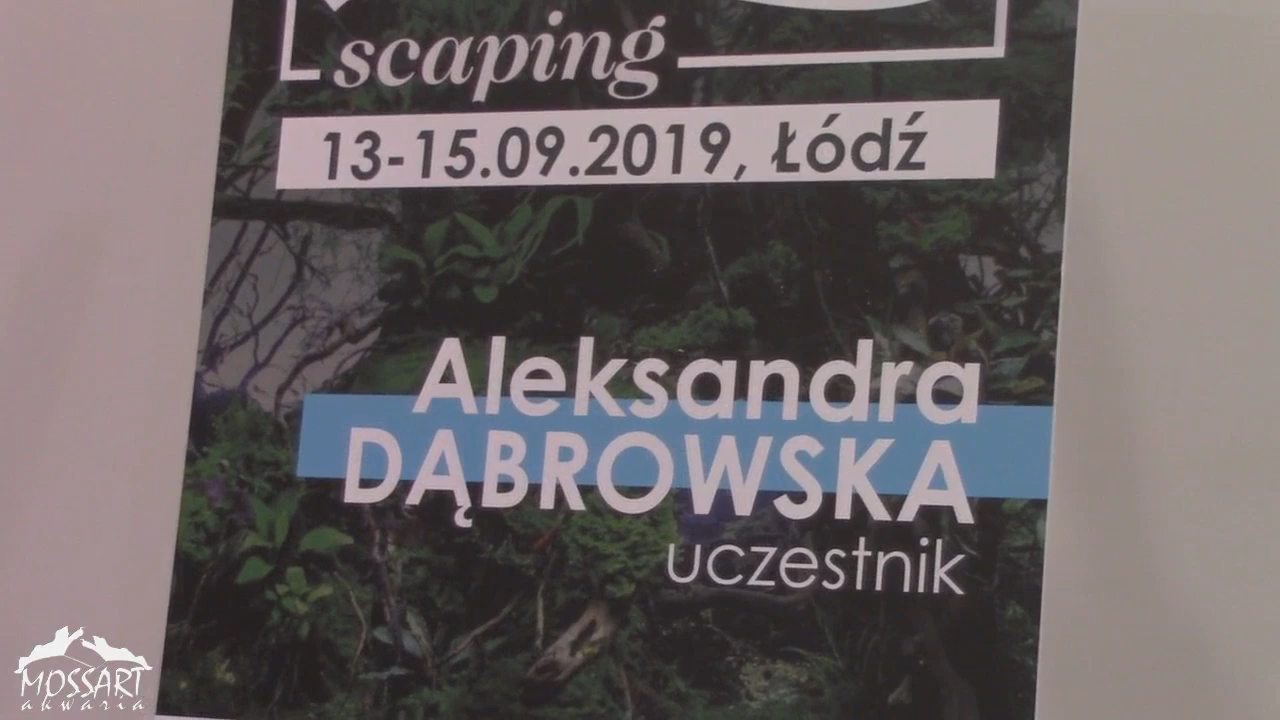 scaping
13-15.09.2019, Łódź
Aleksandra
DĄBROWSKA
uczestnik
MOSSART
akwaria